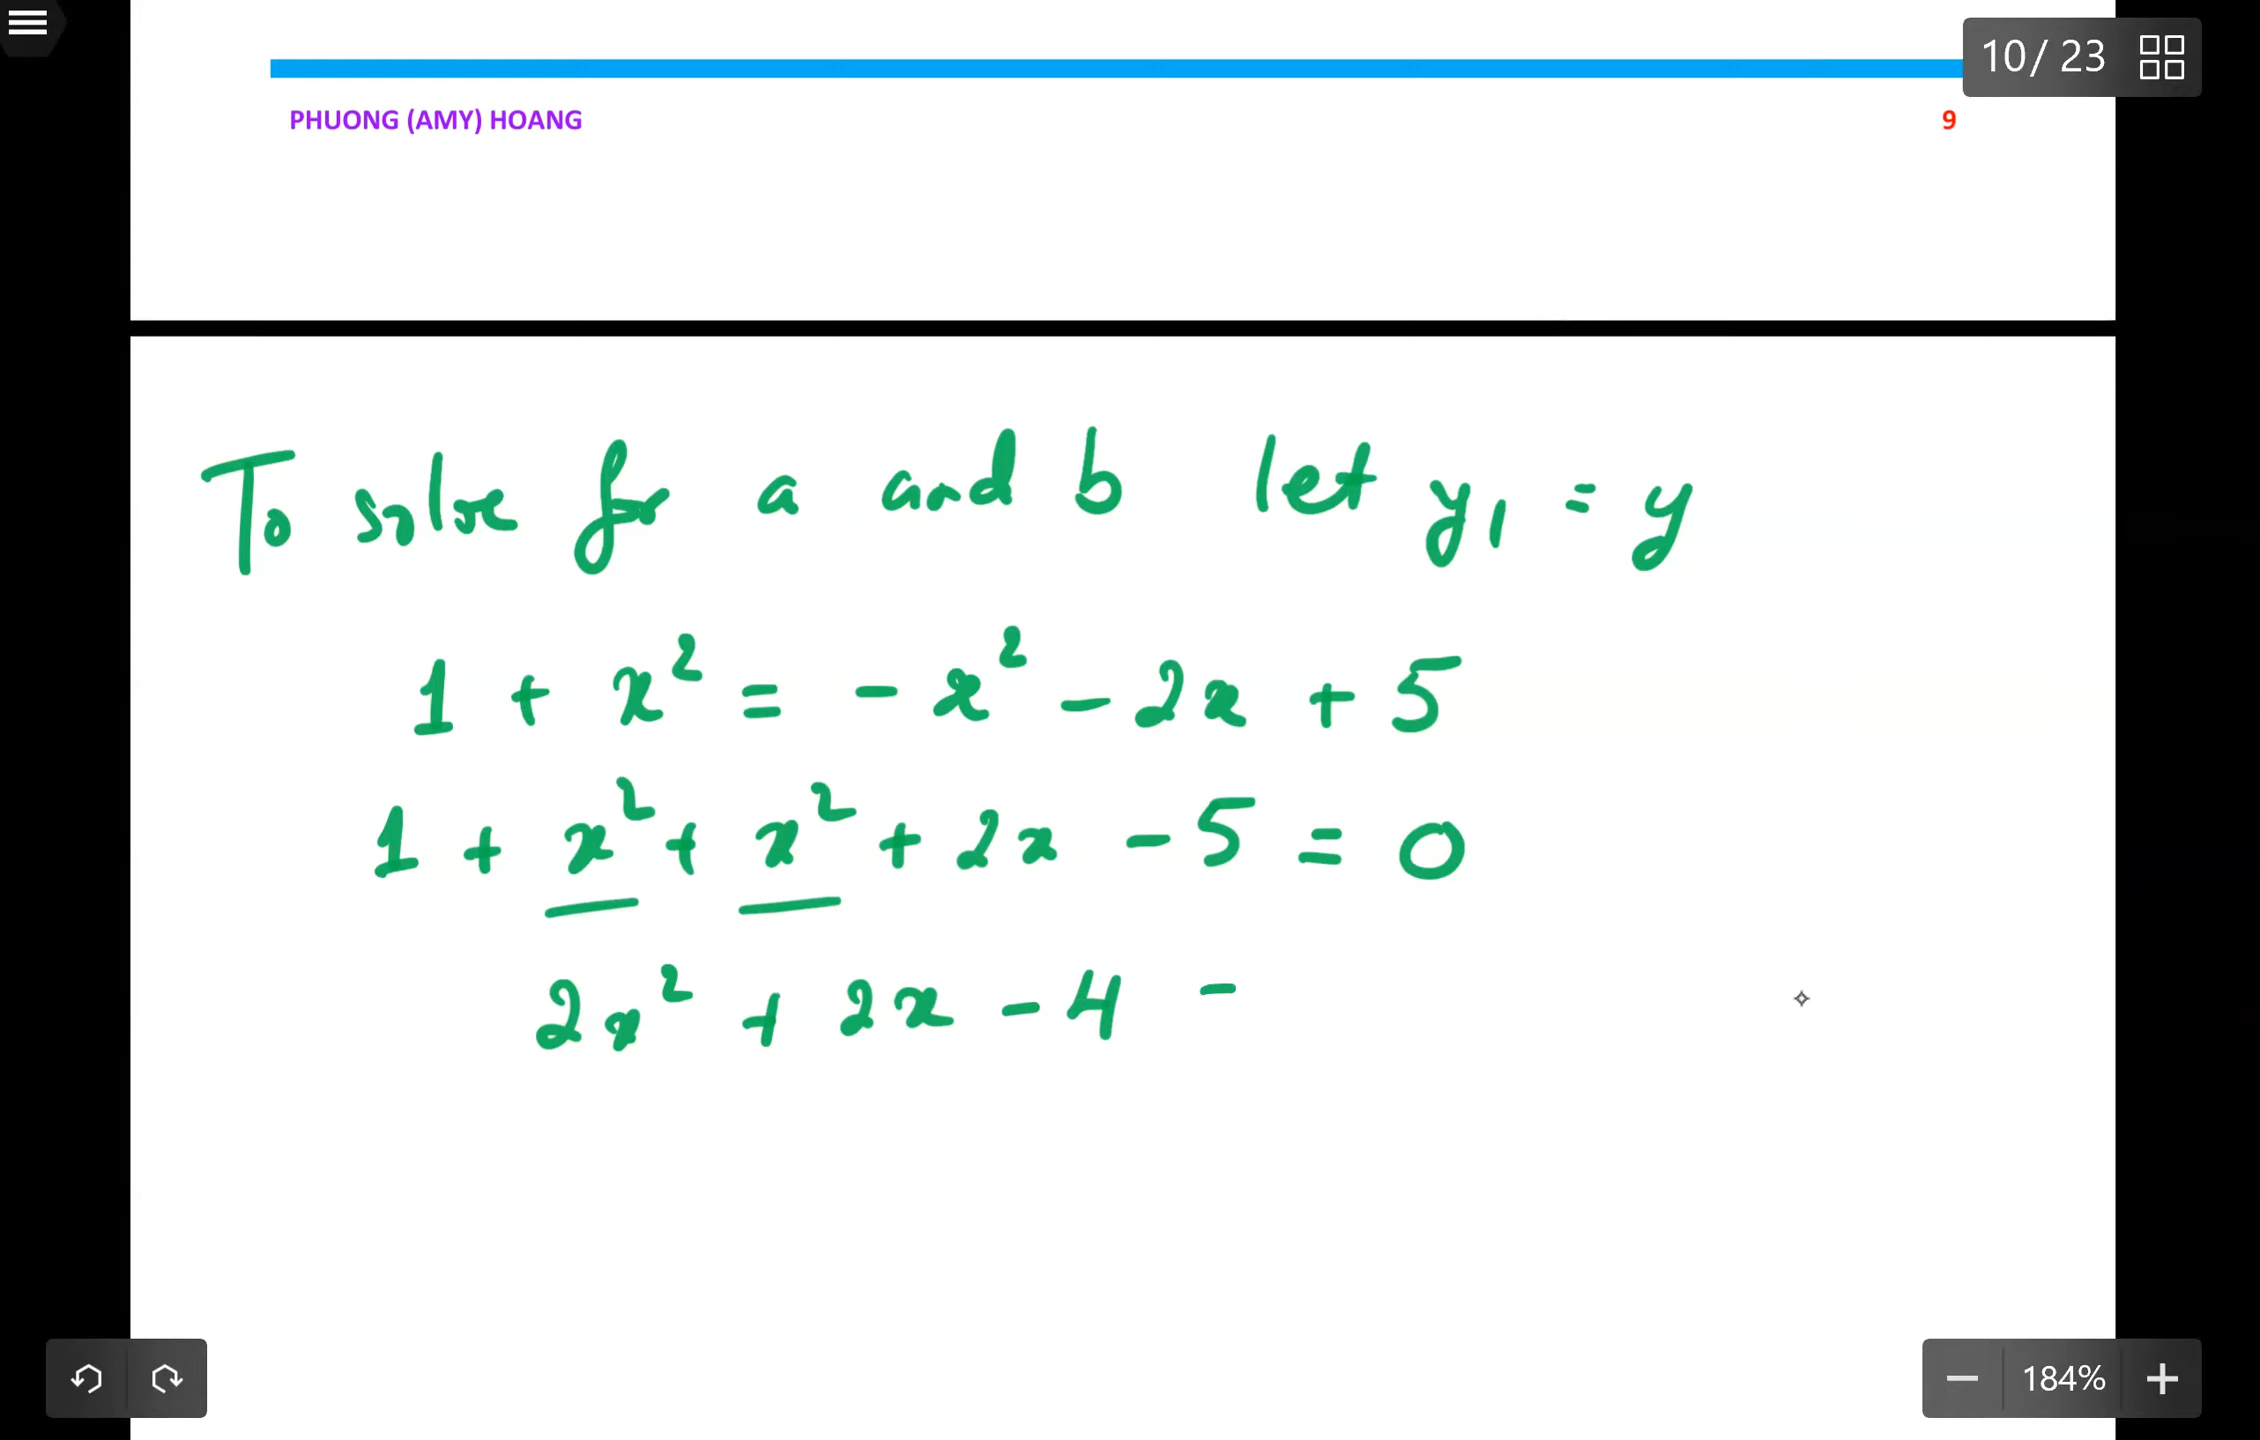 10/ 23
PHUONG (AMY) HOANG 9
To solve for a and b let y₁ = y
1 + x² = - x² - 2x + 5
1 + x² + x² + 2x - 5 = 0
2x² + 2x - 4 -
184%